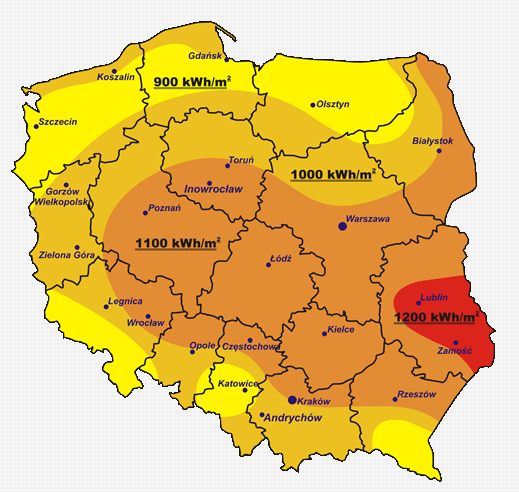 Gdańsk
Koszalin
900 kWh/m²
Olsztyn
Szczecin
Białystok
Toruń
1000 kWh/m²
Inowrocław
Gorzów
Wielkopolski
Poznań
Warszawa
1100 kWh/m²
Zielona Góra
Łódź
Lublin
Legnica
1200 kWh/m²
Wrocław
Kielce
Opole
Częstochowa
Zamość
Katowice
Rzeszów
Kraków
Andrychów